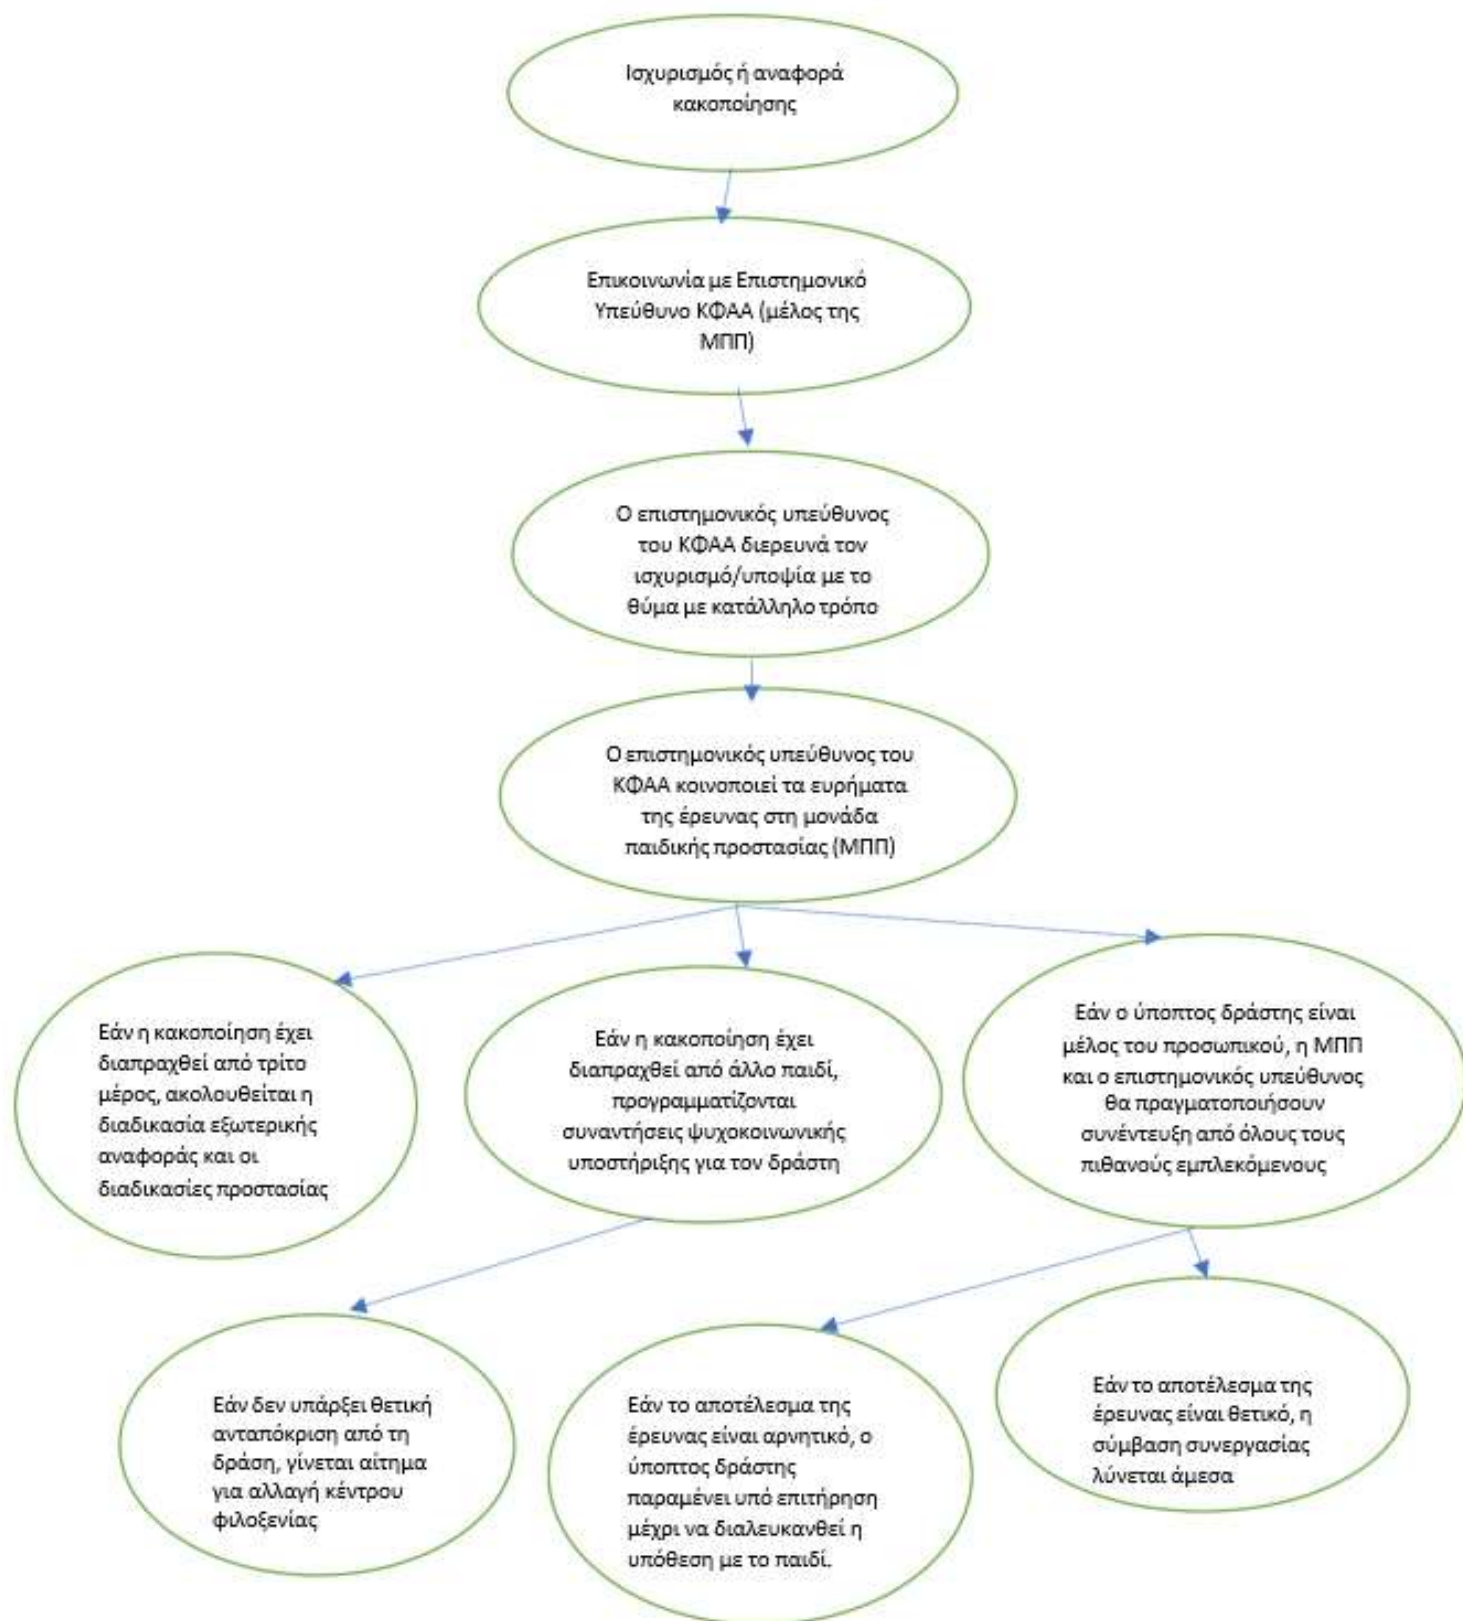 Ισχυρισμός ή αναφορά
κακοποίησης
Επικοινωνία με Επιστημονικό
Υπεύθυνο ΚΦΑΑ (μέλος της
ΜΠΠ)
Ο επιστημονικός υπεύθυνος
του ΚΦΑΑ διερευνά τον
ισχυρισμό/υποψία με το
θύμα με κατάλληλο τρόπο
Ο επιστημονικός υπεύθυνος του
ΚΦΑΑ κοινοποιεί τα ευρήματα
της έρευνας στη μονάδα
παιδικής προστασίας (ΜΠΠ)
Εάν η κακοποίηση έχει
διαπραχθεί από τρίτο
μέρος, ακολουθείται η
διαδικασία εξωτερικής
αναφοράς και οι
διαδικασίες προστασίας
Εάν η κακοποίηση έχει
διαπραχθεί από άλλο παιδί,
προγραμματίζονται
συναντήσεις ψυχοκοινωνικής
υποστήριξης για τον δράστη
Εάν ο ύποπτος δράστης είναι
μέλος του προσωπικού, η ΜΠΠ
και ο επιστημονικός υπεύθυνος
θα πραγματοποιήσουν
συνέντευξη από όλους τους
πιθανούς εμπλεκόμενους
Εάν δεν υπάρξει θετική
ανταπόκριση από τη
δράση, γίνεται αίτημα
για αλλαγή κέντρου
φιλοξενίας
Εάν το αποτέλεσμα της
έρευνας είναι αρνητικό, ο
ύποπτος δράστης
παραμένει υπό επιτήρηση
μέχρι να διαλευκανθεί η
υπόθεση με το παιδί.
Εάν το αποτέλεσμα της
έρευνας είναι θετικό, η
σύμβαση συνεργασίας
λύνεται άμεσα